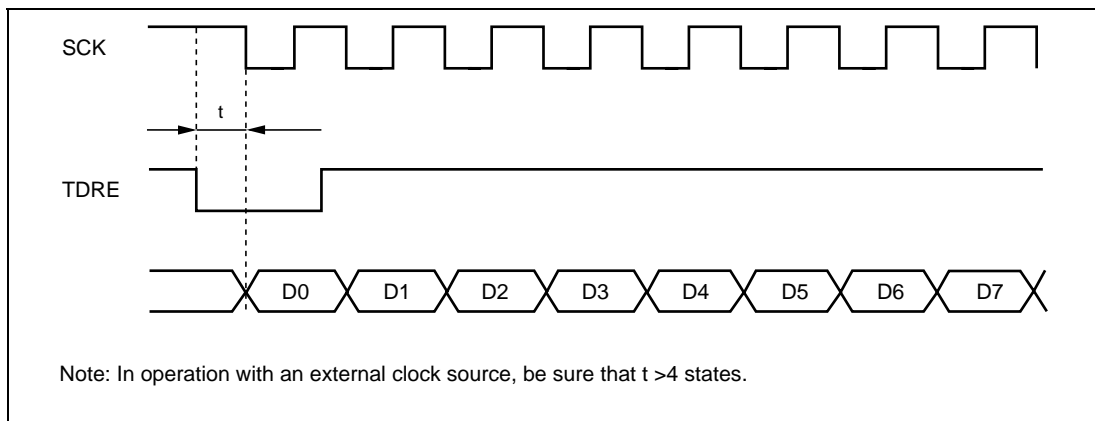 SCK
t
TDRE
D0 D1 D2 D3 D4 D5 D6 D7
Note: In operation with an external clock source, be sure that t >4 states.